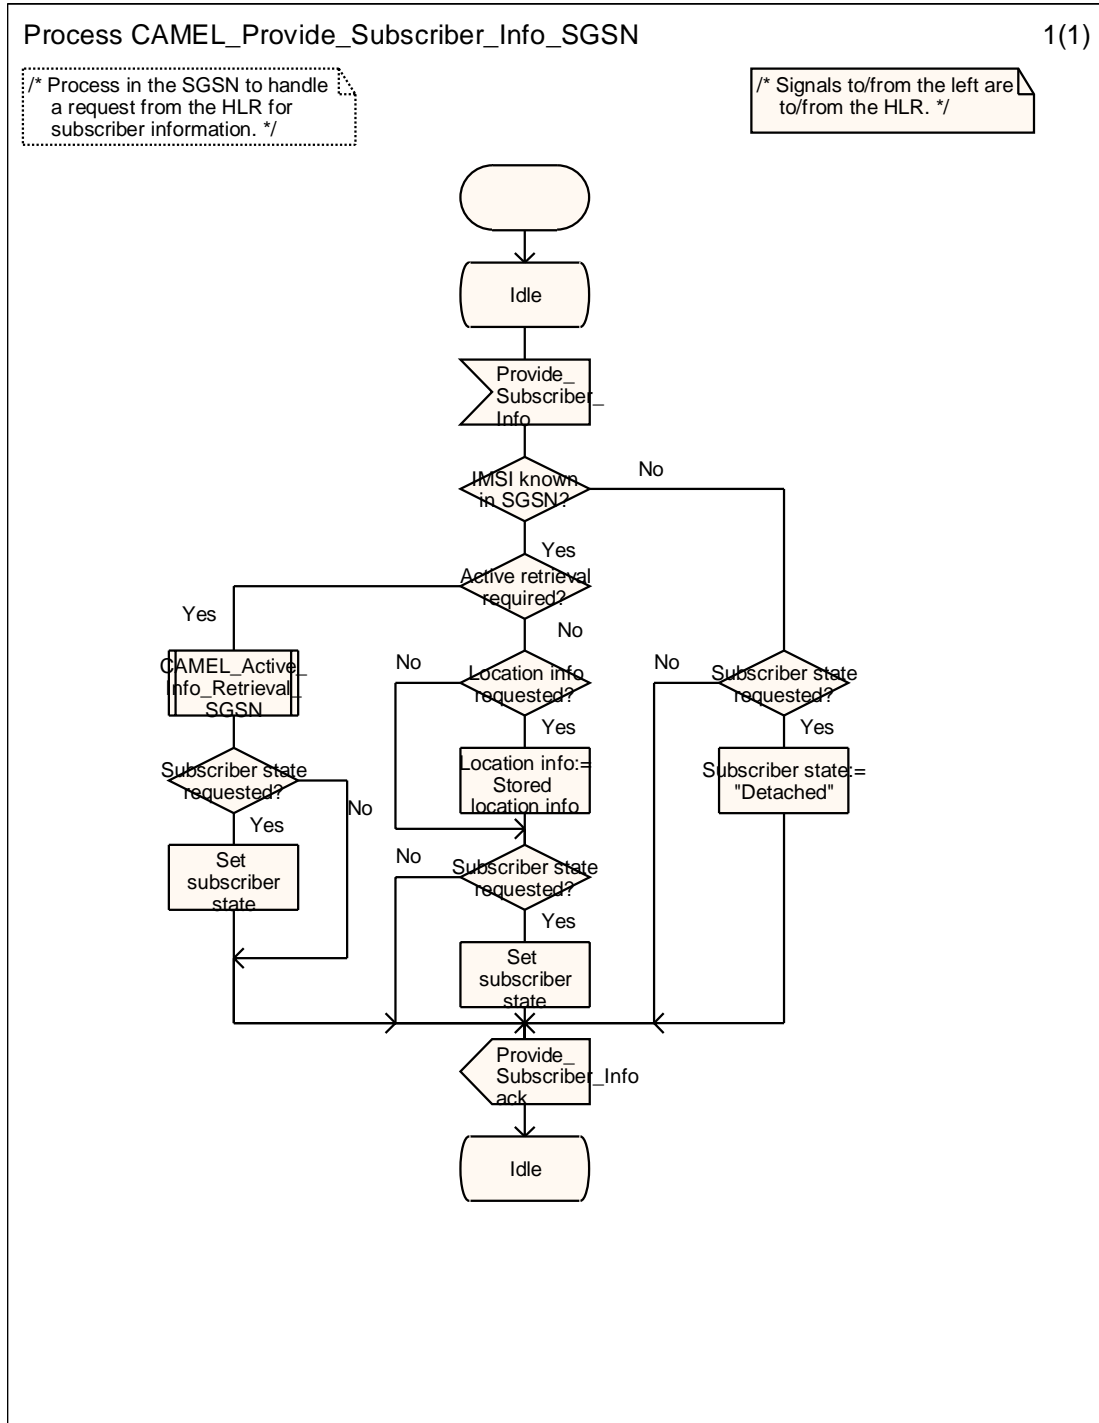 Process CAMEL_Provide_Subscriber_Info_SGSN
1(1)
/* Process in the SGSN to handle
a request from the HLR for
subscriber information. */
/* Signals to/from the left are
to/from the HLR. */
Idle
Provide_
Subscriber_
Info
IMSI known
in SGSN?
No
Yes
Active retrieval
required?
Yes
No
CAMEL_Active_
Info_Retrieval_
SGSN
No
Location info
requested?
No
Subscriber state
requested?
Yes
Yes
Subscriber state
requested?
No
Location info:=
Stored
location info
Subscriber state:=
"Detached"
Yes
Set
subscriber
state
No
Subscriber state
requested?
Yes
Set
subscriber
state
Provide_
Subscriber_Info
ack
Idle